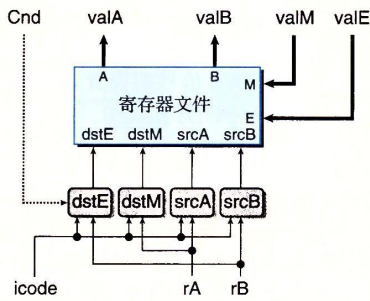 Cnd valA valB valM valE
A B
M
寄存器文件
E
dstE dstM srcA srcB
dstE dstM srcA srcB
icode rA rB